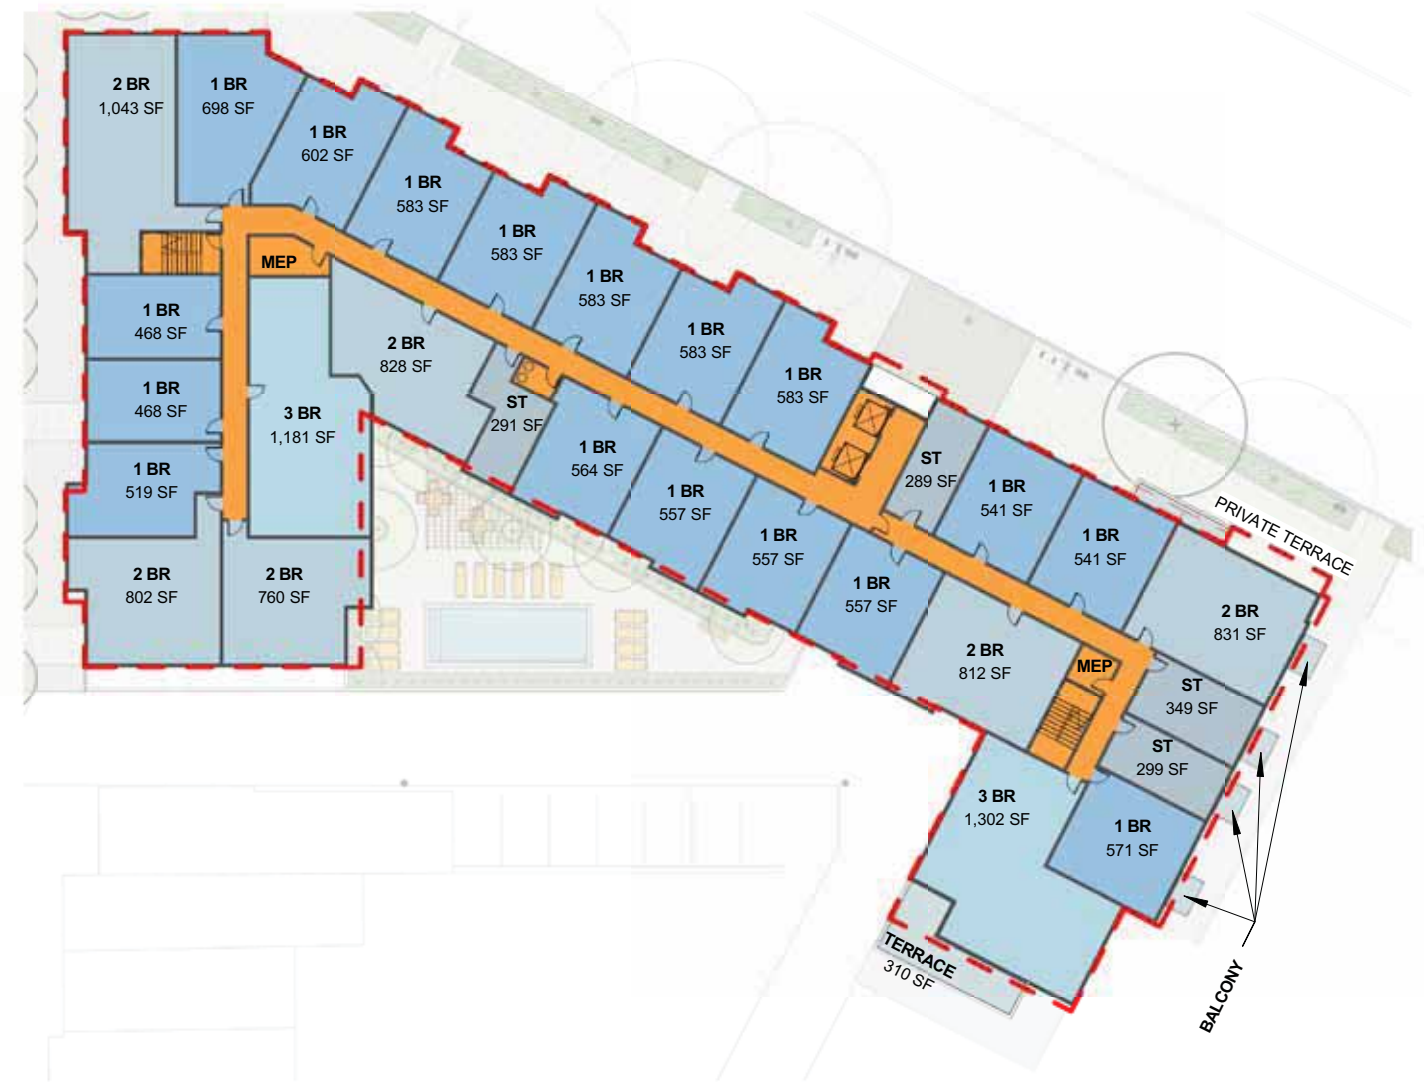 2 BR
1,043 SF
1 BR
698 SF
1 BR
602 SF
1 BR
583 SF
1 BR
583 SF
1 BR
583 SF
1 BR
583 SF
1 BR
583 SF
MEP
1 BR
468 SF
1 BR
468 SF
1 BR
519 SF
3 BR
1,181 SF
2 BR
828 SF
ST
291 SF
2 BR
802 SF
2 BR
760 SF
1 BR
564 SF
1 BR
557 SF
1 BR
557 SF
1 BR
557 SF
ST
289 SF
1 BR
541 SF
1 BR
541 SF
PRIVATE TERRACE
2 BR
831 SF
2 BR
812 SF
MEP
ST
349 SF
ST
299 SF
3 BR
1,302 SF
1 BR
571 SF
TERRACE
310 SF
BALCONY